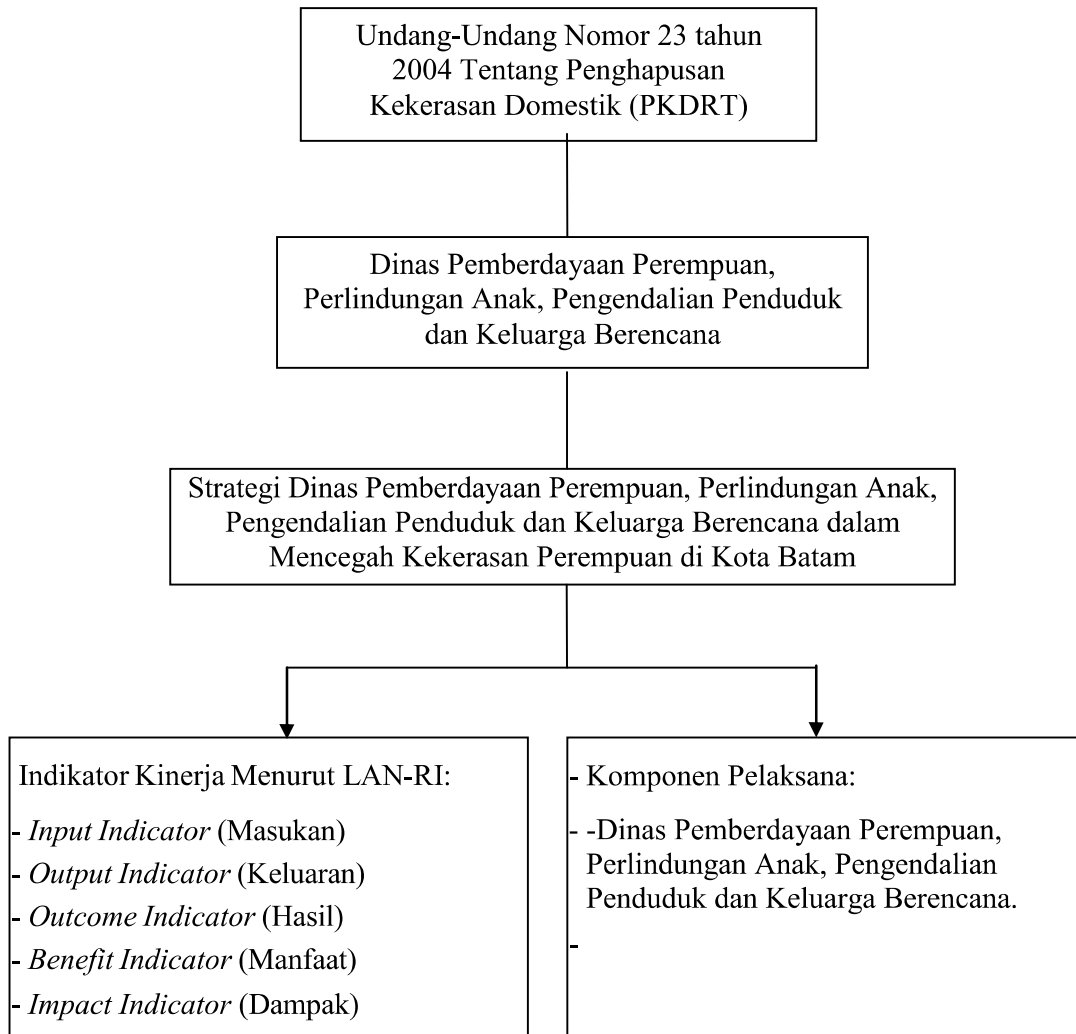 Undang-Undang Nomor 23 tahun
2004 Tentang Penghapusan
Kekerasan Domestik (PKDRT)
Dinas Pemberdayaan Perempuan,
Perlindungan Anak, Pengendalian Penduduk
dan Keluarga Berencana
Strategi Dinas Pemberdayaan Perempuan, Perlindungan Anak,
Pengendalian Penduduk dan Keluarga Berencana dalam
Mencegah Kekerasan Perempuan di Kota Batam
Indikator Kinerja Menurut LAN-RI:
- Input Indicator (Masukan)
- Output Indicator (Keluaran)
- Outcome Indicator (Hasil)
- Benefit Indicator (Manfaat)
- Impact Indicator (Dampak)
- Komponen Pelaksana:
- -Dinas Pemberdayaan Perempuan,
Perlindungan Anak, Pengendalian
Penduduk dan Keluarga Berencana.
-